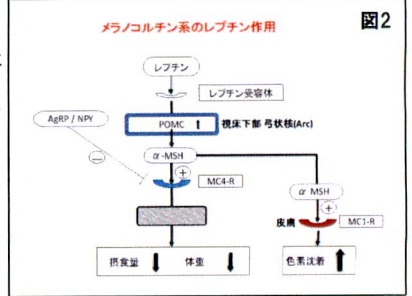 図2
メラノコルチン系のレプチン作用
レプチン
レプチン受容体
AgRP / NPY
POMC ↑ 視床下部 弓状核(Arc)
α-MSH
+
MC4-R
α MSH
+
皮膚 MC1-R
摂食量 ↓ 体重 ↓
色素沈着 ↑